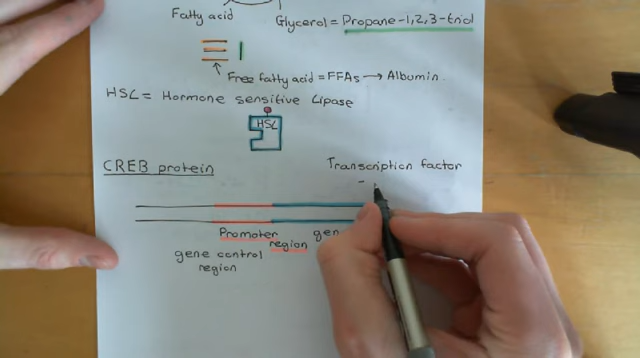 Fatty acid
Glycerol = Propane-1,2,3-triol
Free fatty acid = FFAs → Albumin
HSL = Hormone sensitive Lipase
HSL
CREB protein
Transcription factor
-
Promoter region
gene control region